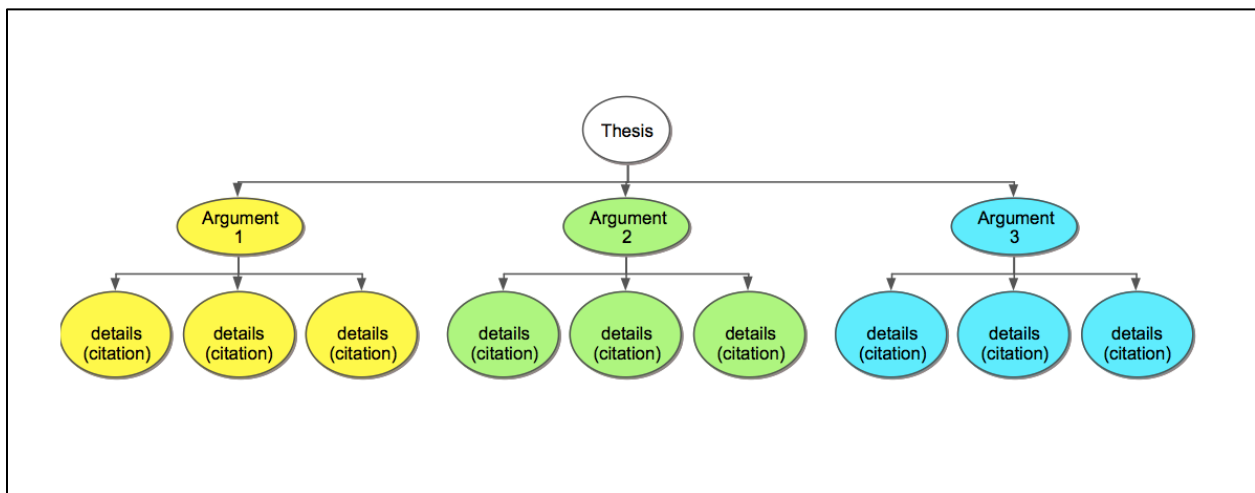 Thesis
Argument
1
Argument
2
Argument
3
details
(citation)
details
(citation)
details
(citation)
details
(citation)
details
(citation)
details
(citation)
details
(citation)
details
(citation)
details
(citation)